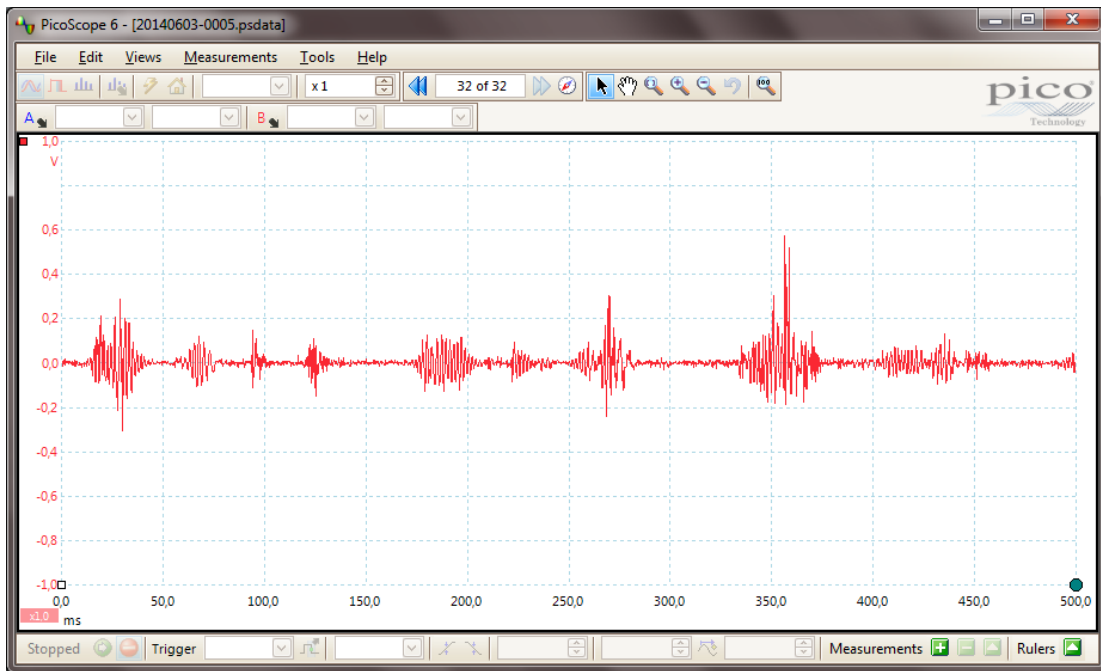 PicoScope 6 - [20140603-0005.psdata]
File Edit Views Measurements Tools Help
x 1 32 of 32
pico
Technology
A B
1,0
V
0,6
0,4
0,2
0,0
-0,2
-0,4
-0,6
-0,8
-1,0
0,0 50,0 100,0 150,0 200,0 250,0 300,0 350,0 400,0 450,0 500,0
x1.0 ms
Stopped Trigger Measurements Rulers